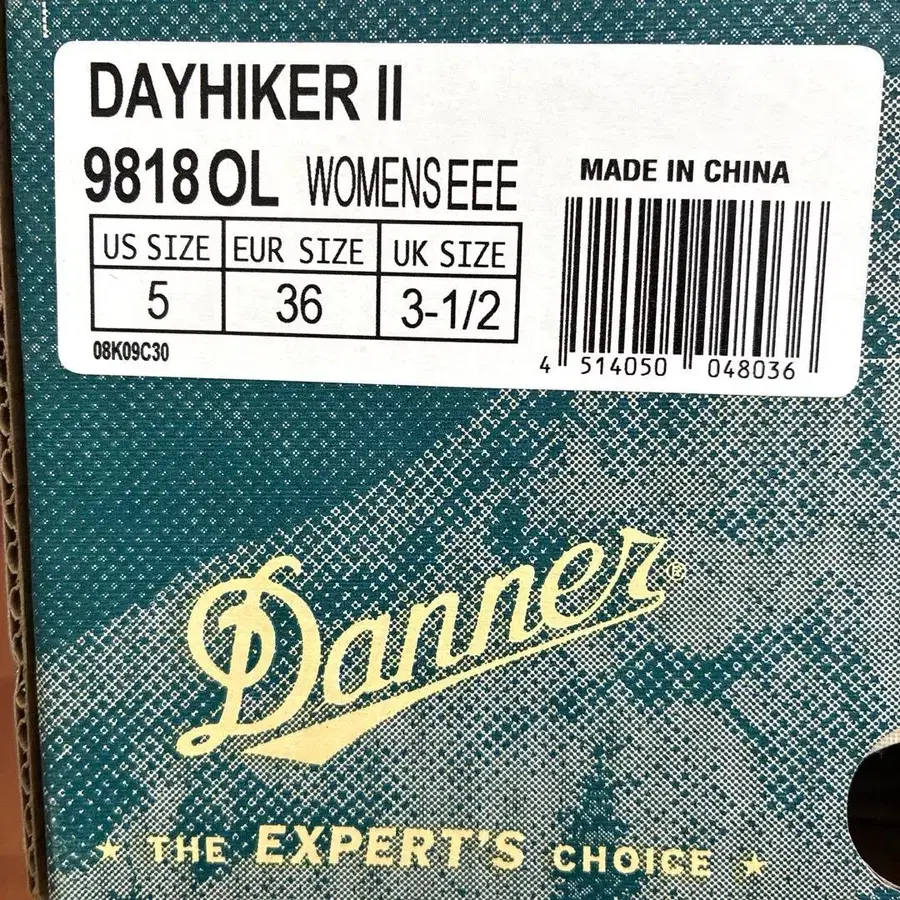 DAYHIKER II
9818 OL WOMENS EEE
US SIZE EUR SIZE UK SIZE
5 36 3-1/2
08K09C30
MADE IN CHINA
4 514050 048036
Danner®
★ THE EXPERT'S CHOICE ★